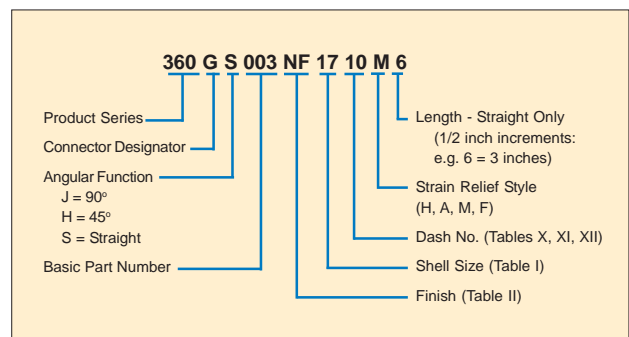 360 G S 003 NF 17 10 M 6
Product Series
Connector Designator
Angular Function
J = 90o
H = 45o
S = Straight
Basic Part Number
Length - Straight Only
(1/2 inch increments:
e.g. 6 = 3 inches)
Strain Relief Style
(H, A, M, F)
Dash No. (Tables X, XI, XII)
Shell Size (Table I)
Finish (Table II)